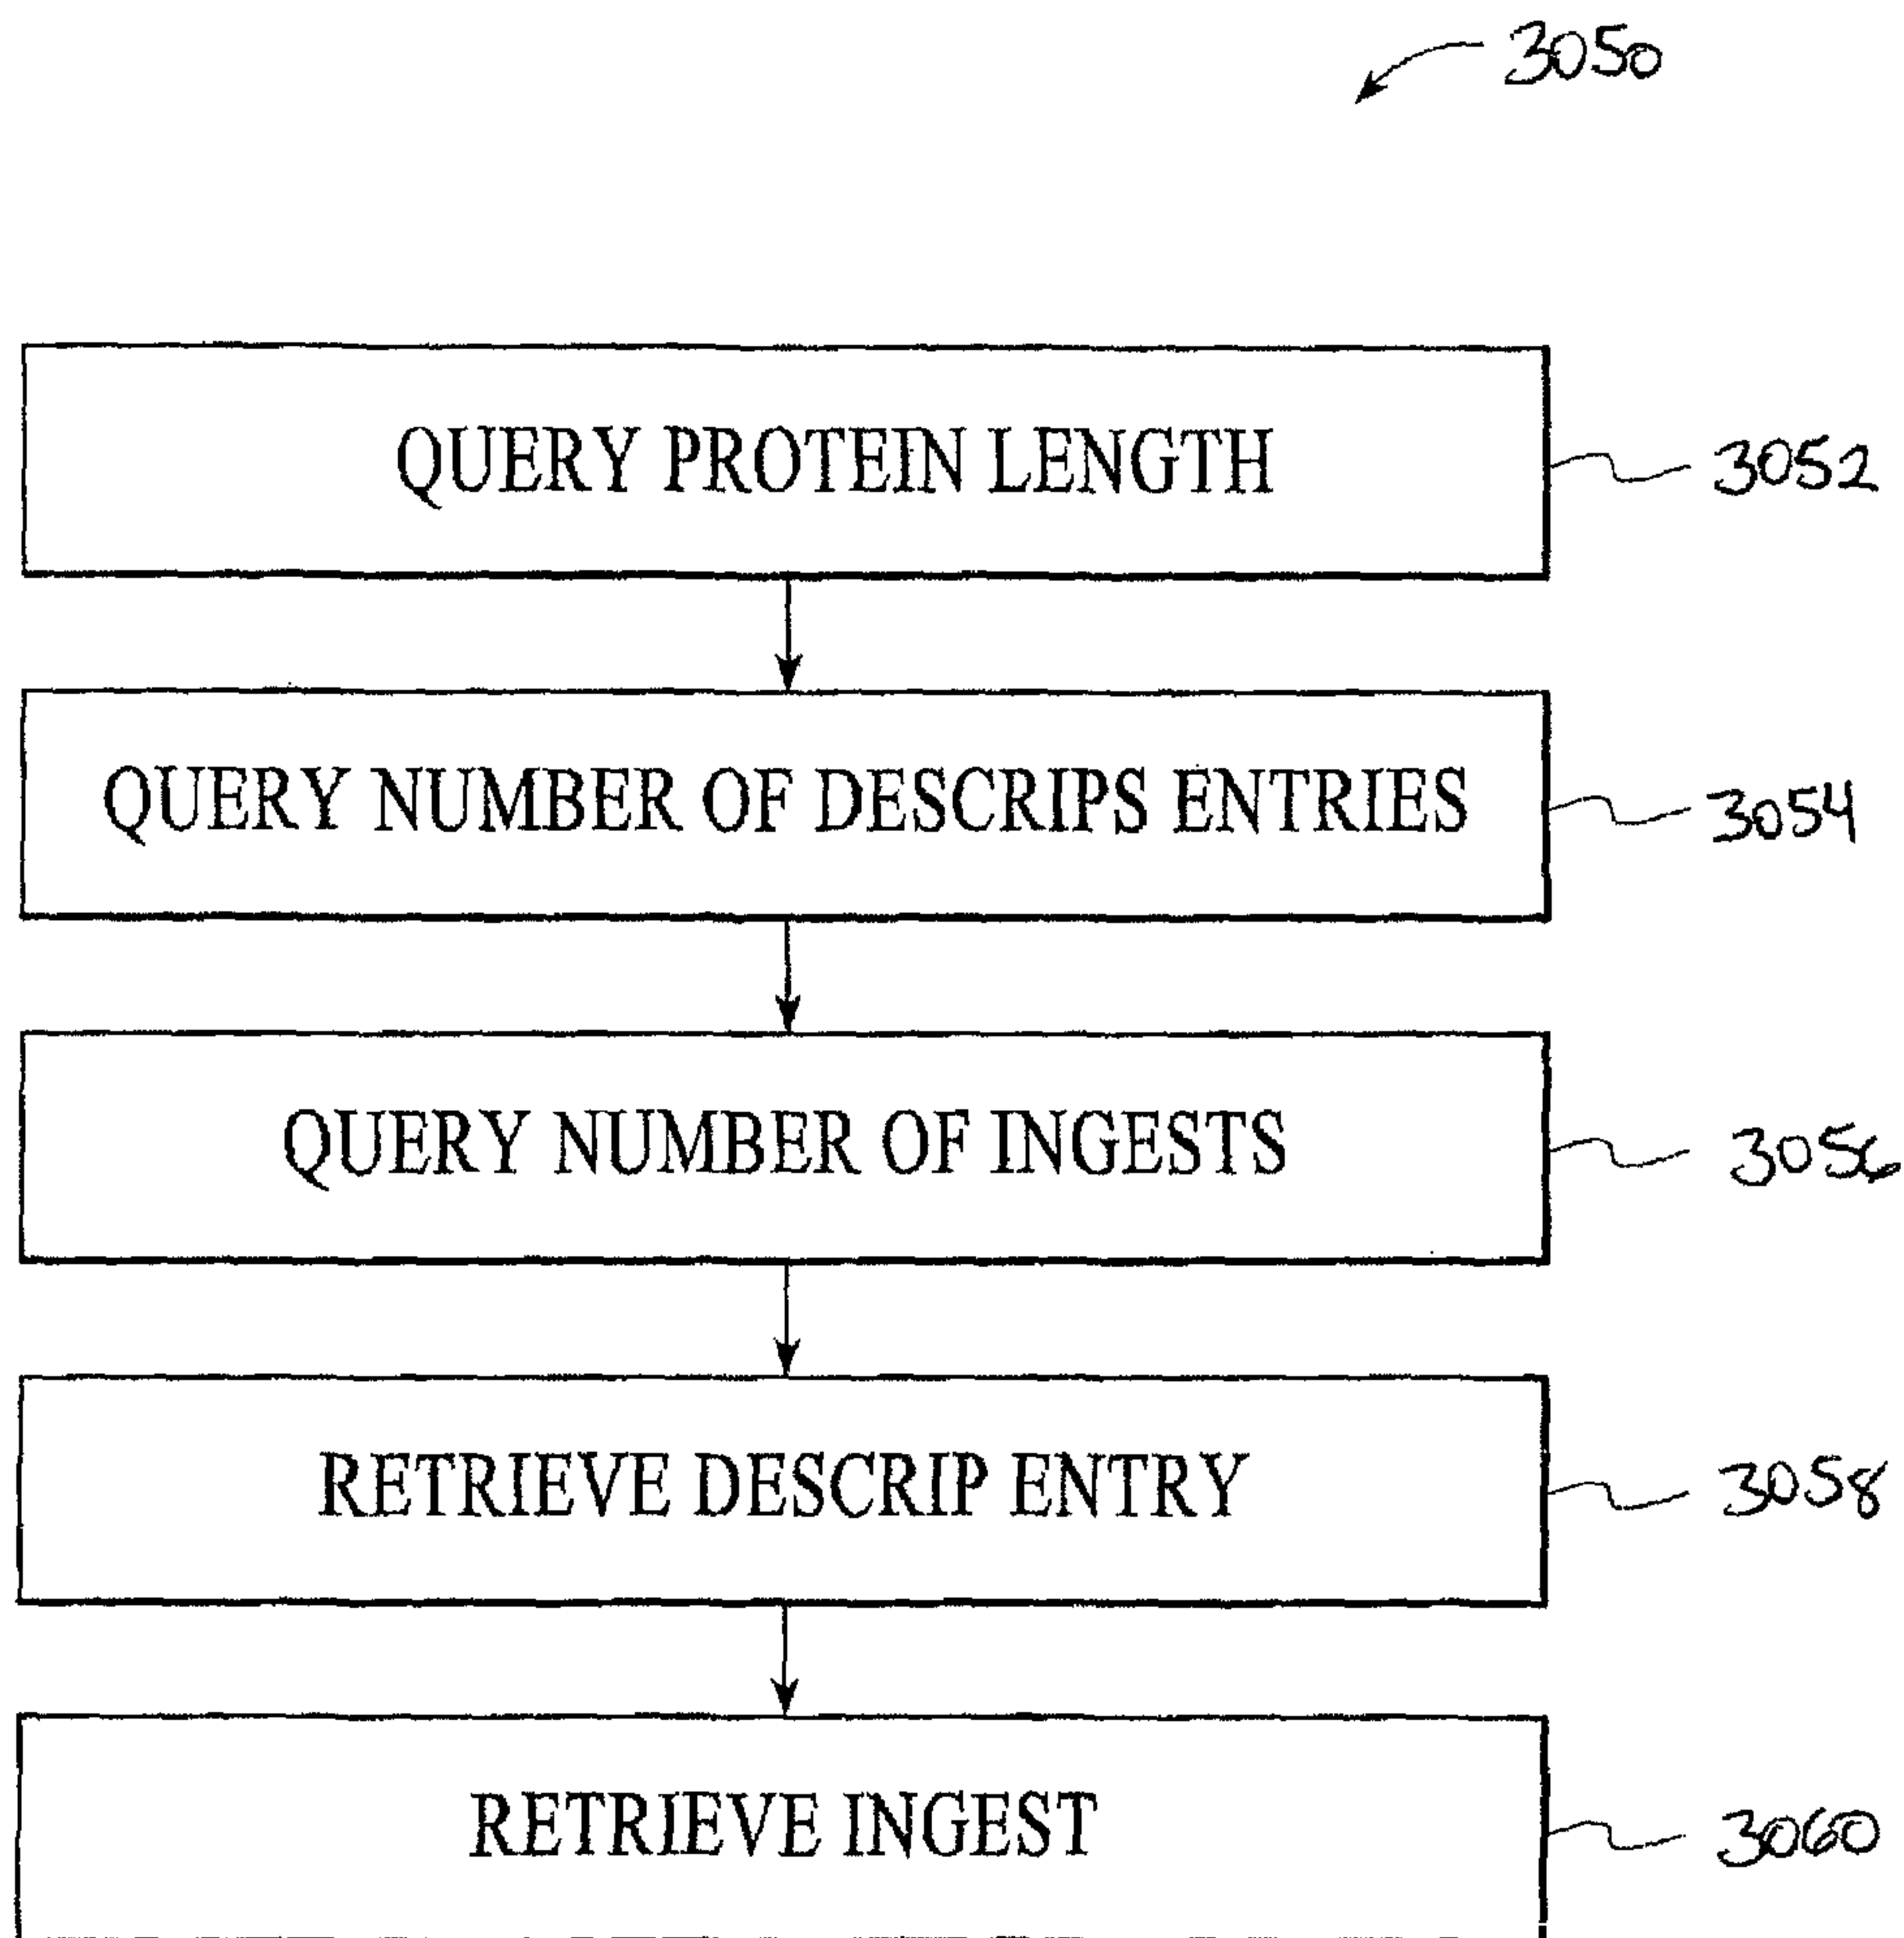 3050
QUERY PROTEIN LENGTH
3052
QUERY NUMBER OF DESCRIPS ENTRIES
3054
QUERY NUMBER OF INGESTS
3056
RETRIEVE DESCRIP ENTRY
3058
RETRIEVE INGEST
3060